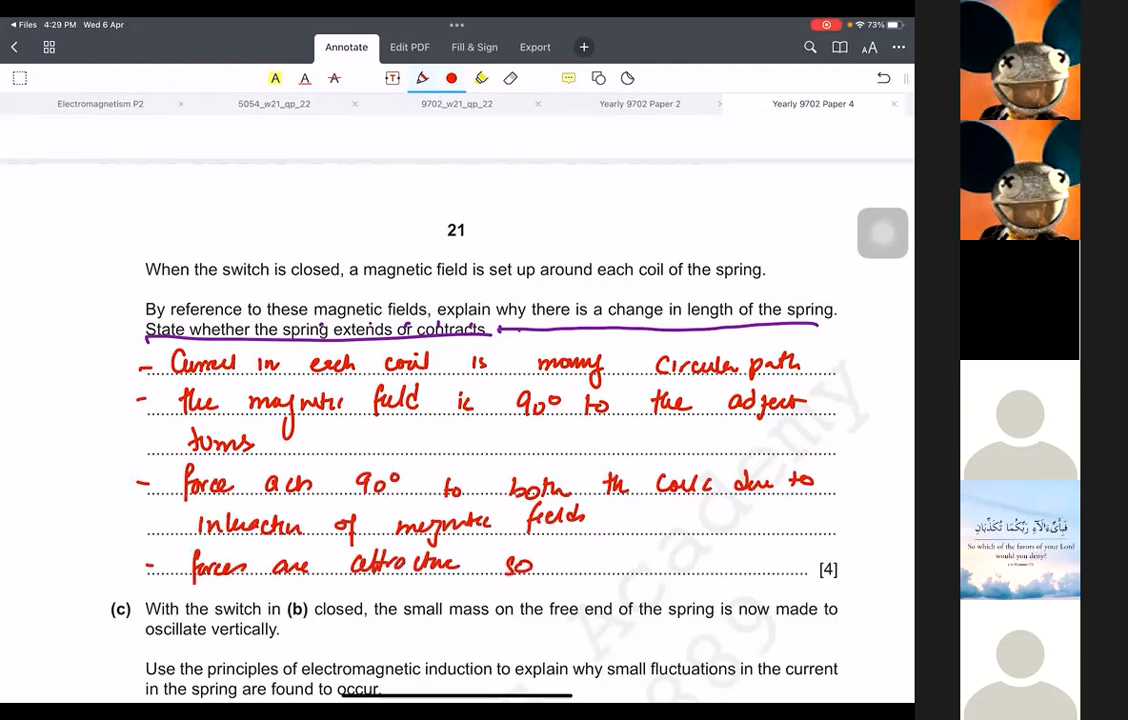 Files 4:29 PM Wed 6 Apr
73%
Annotate Edit PDF Fill & Sign Export
Electromagnetism P2 5054_w21_qp_22 9702_w21_qp_22 Yearly 9702 Paper 2 Yearly 9702 Paper 4
21
When the switch is closed, a magnetic field is set up around each coil of the spring.
By reference to these magnetic fields, explain why there is a change in length of the spring.
State whether the spring extends or contracts.
- Current in each coil is circular path
- the magnetic field is 90° to the adjacent
turns
- force acts 90° to both the coils due to
interaction of magnetic fields
- forces are attractive so
[4]
(c) With the switch in (b) closed, the small mass on the free end of the spring is now made to
oscillate vertically.
Use the principles of electromagnetic induction to explain why small fluctuations in the current
in the spring are found to occur.
Academy
889
فَبِأَيِّ آلَاءِ رَبِّكُمَا تُكَذِّبَانِ
So which of the favors of your Lord
would you deny?